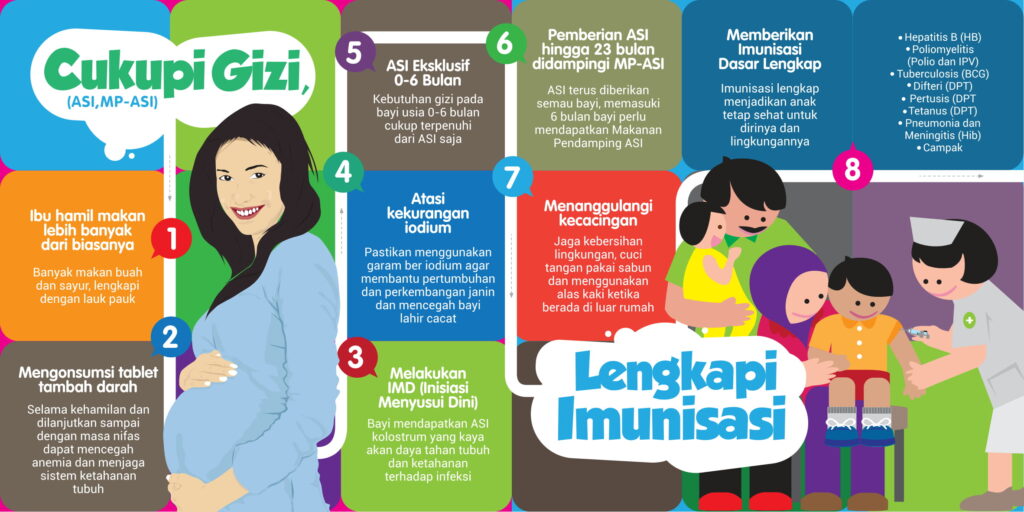 Cukupi Gizi,
(ASI, MP-ASI)
1
Ibu hamil makan
lebih banyak
dari biasanya
Banyak makan buah
dan sayur, lengkapi
dengan lauk pauk
2
Mengonsumsi tablet
tambah darah
Selama kehamilan dan
dilanjutkan sampai
dengan masa nifas
dapat mencegah
anemia dan menjaga
sistem ketahanan
tubuh
3
Melakukan
IMD (Inisiasi
Menyusui Dini)
Bayi mendapatkan ASI
kolostrum yang kaya
akan daya tahan tubuh
dan ketahanan
terhadap infeksi
4
Atasi
kekurangan
iodium
Pastikan menggunakan
garam ber iodium agar
membantu pertumbuhan
dan perkembangan janin
dan mencegah bayi
lahir cacat
5
ASI Eksklusif
0-6 Bulan
Kebutuhan gizi pada
bayi usia 0-6 bulan
cukup terpenuhi
dari ASI saja
6
Pemberian ASI
hingga 23 bulan
didampingi MP-ASI
ASI terus diberikan
semau bayi, memasuki
6 bulan bayi perlu
mendapatkan Makanan
Pendamping ASI
7
Menanggulangi
kecacingan
Jaga kebersihan
lingkungan, cuci
tangan pakai sabun
dan menggunakan
alas kaki ketika
berada di luar rumah
Lengkapi
Imunisasi
8
Memberikan
Imunisasi
Dasar Lengkap
Imunisasi lengkap
menjadikan anak
tetap sehat untuk
dirinya dan
lingkungannya
• Hepatitis B (HB)
• Poliomyelitis
(Polio dan IPV)
• Tuberculosis (BCG)
• Difteri (DPT)
• Pertusis (DPT
• Tetanus (DPT)
• Pneumonia dan
Meningitis (Hib)
• Campak